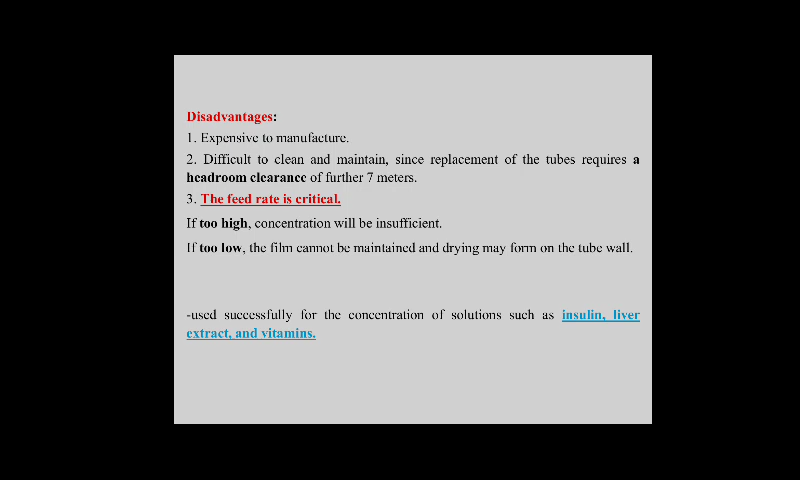 Disadvantages:
1. Expensive to manufacture.
2. Difficult to clean and maintain, since replacement of the tubes requires a
headroom clearance of further 7 meters.
3. The feed rate is critical.
If too high, concentration will be insufficient.
If too low, the film cannot be maintained and drying may form on the tube wall.
-used successfully for the concentration of solutions such as insulin, liver
extract, and vitamins.